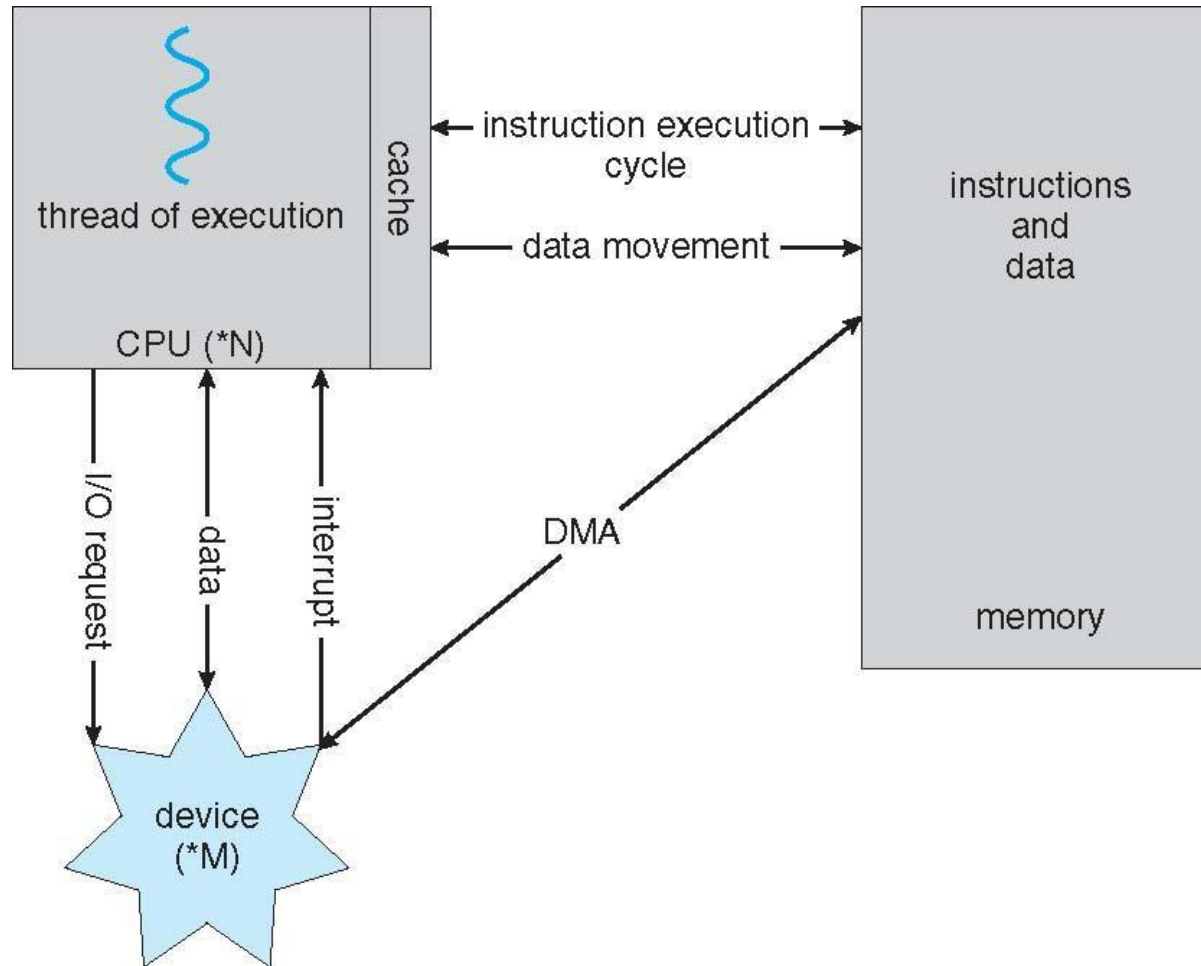 thread of execution
CPU (*N)
cache
instruction execution
cycle
data movement
instructions
and
data
memory
I/O request
data
interrupt
DMA
device
(*M)